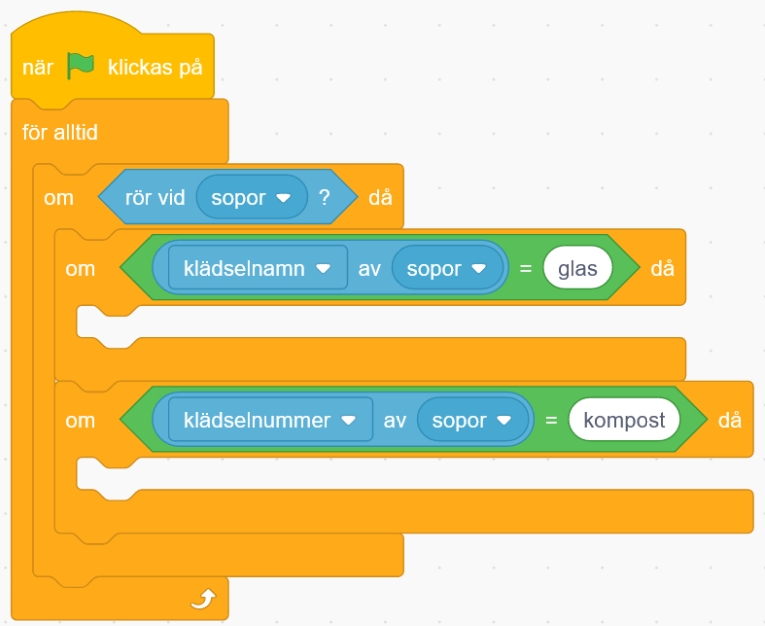 när klickas på
för alltid
om rör vid sopor ? då
om klädselnamn av sopor = glas då
om klädselnummer av sopor = kompost då